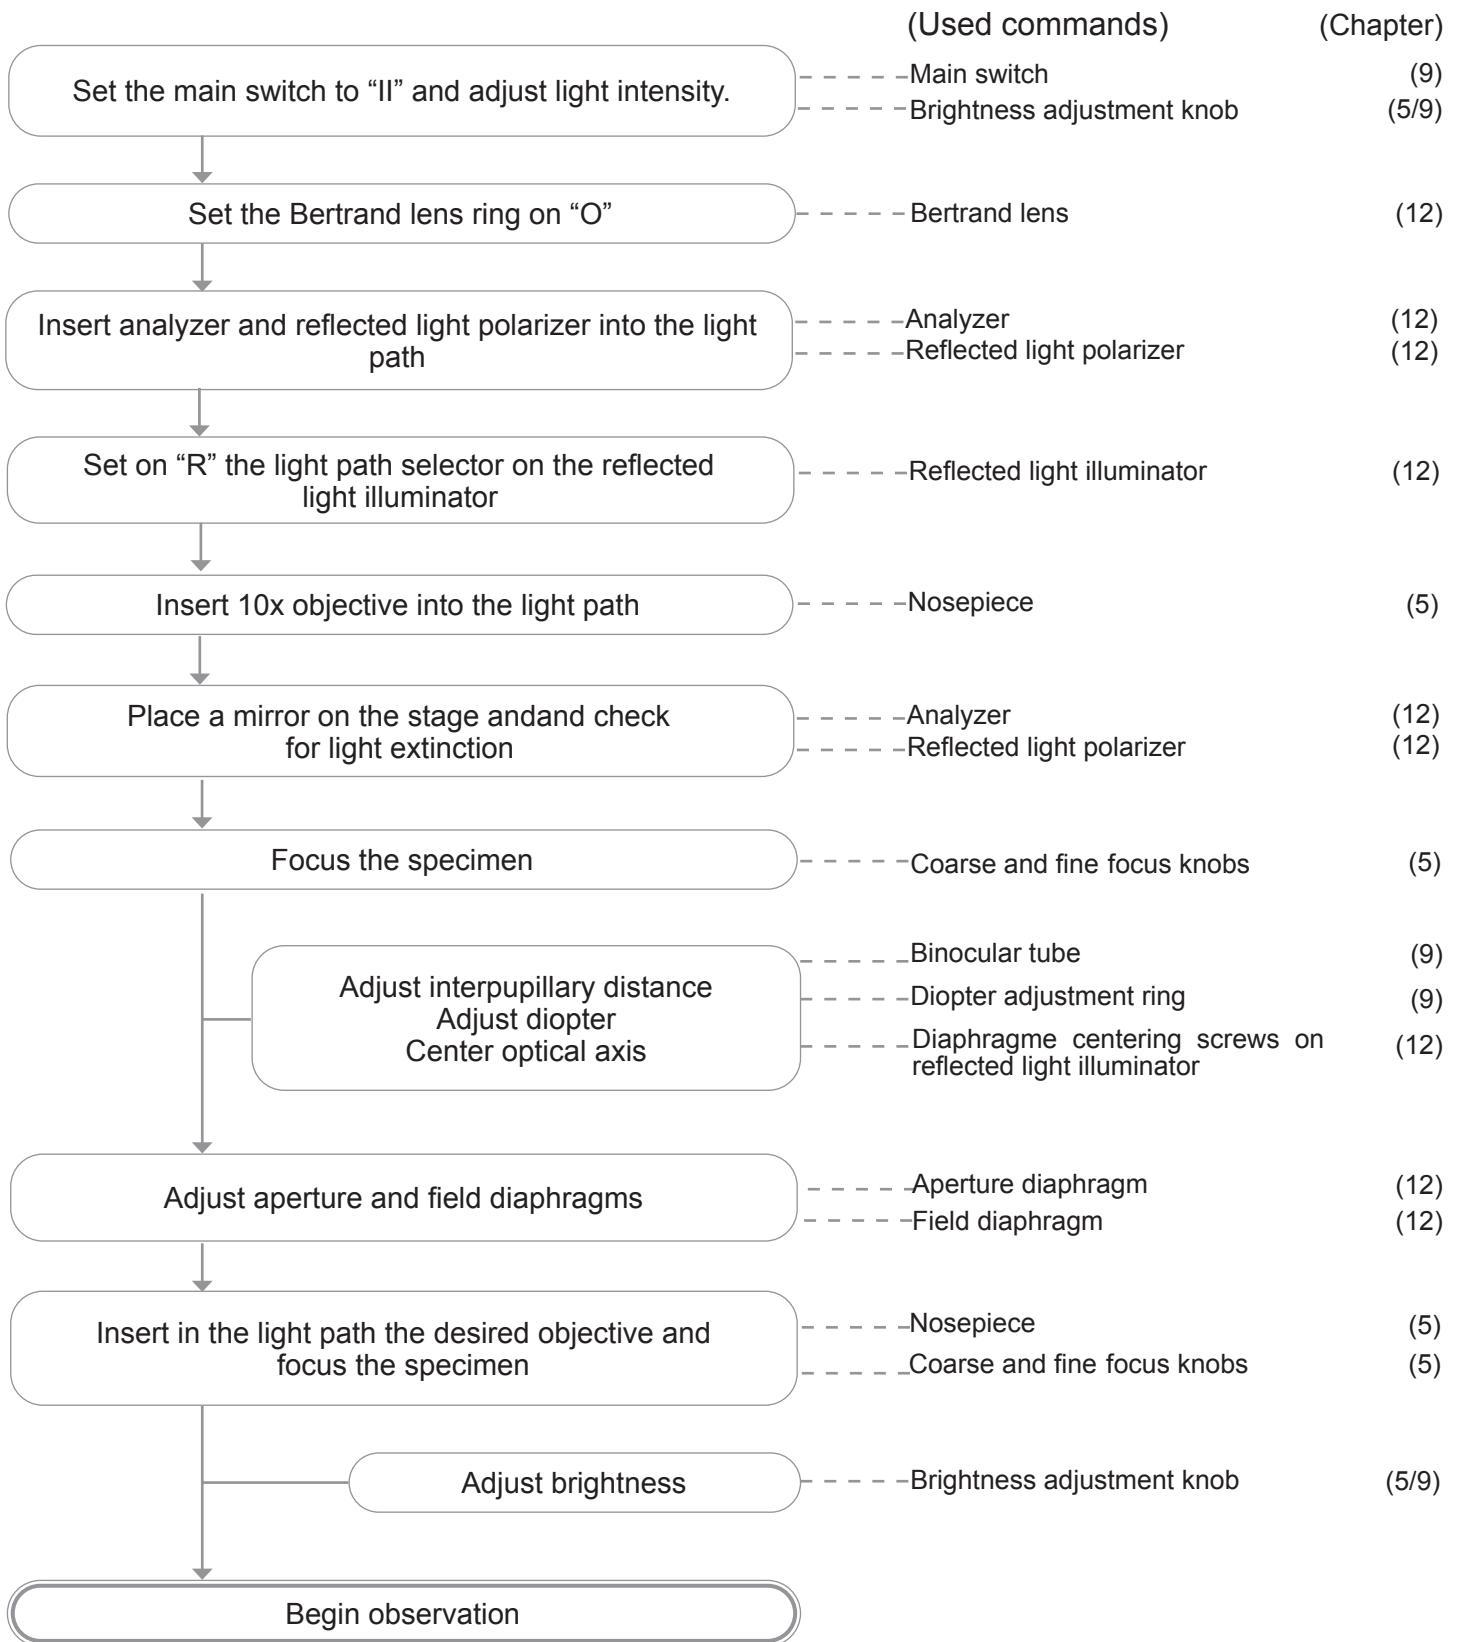 (Used commands) (Chapter)
Set the main switch to “II” and adjust light intensity.
Main switch (9)
Brightness adjustment knob (5/9)
Set the Bertrand lens ring on “O”
Bertrand lens (12)
Insert analyzer and reflected light polarizer into the light
path
Analyzer (12)
Reflected light polarizer (12)
Set on “R” the light path selector on the reflected
light illuminator
Reflected light illuminator (12)
Insert 10x objective into the light path
Nosepiece (5)
Place a mirror on the stage andand check
for light extinction
Analyzer (12)
Reflected light polarizer (12)
Focus the specimen
Coarse and fine focus knobs (5)
Adjust interpupillary distance
Adjust diopter
Center optical axis
Binocular tube (9)
Diopter adjustment ring (9)
Diaphragme centering screws on (12)
reflected light illuminator
Adjust aperture and field diaphragms
Aperture diaphragm (12)
Field diaphragm (12)
Insert in the light path the desired objective and
focus the specimen
Nosepiece (5)
Coarse and fine focus knobs (5)
Adjust brightness
Brightness adjustment knob (5/9)
Begin observation